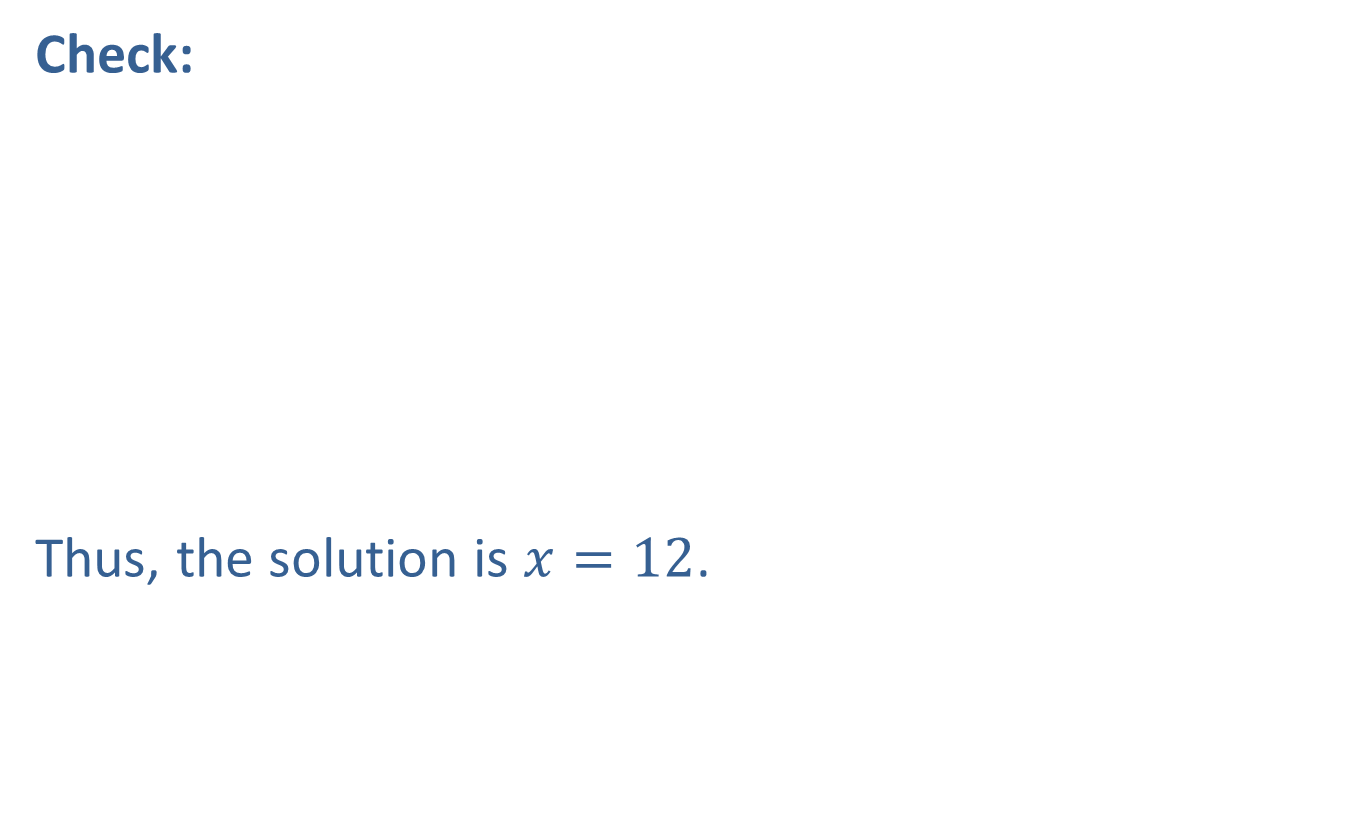 Check:
Thus, the solution is 𝑥 = 12.